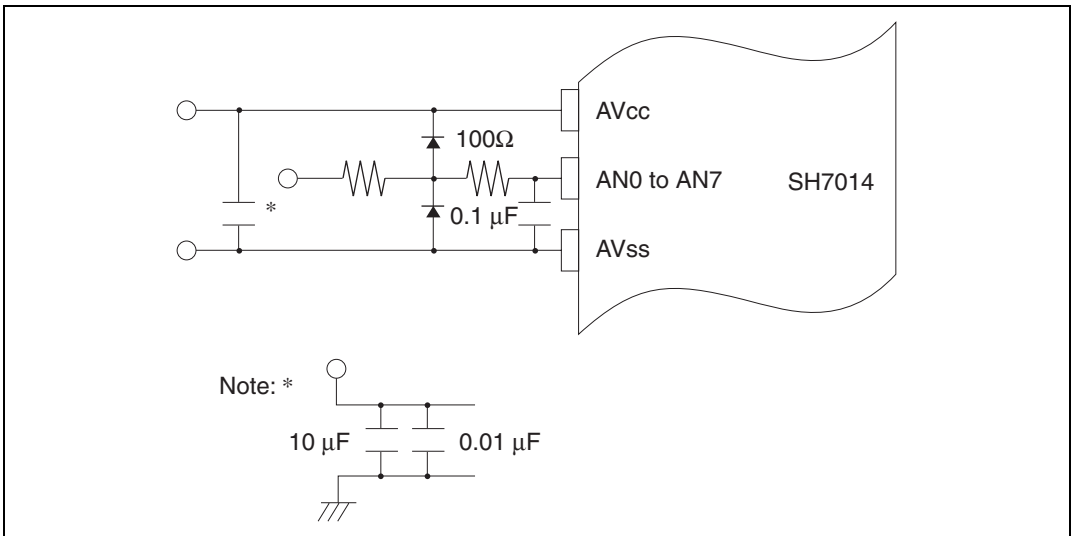 AVcc
100Ω
AN0 to AN7
SH7014
*
0.1 μF
AVss
Note: *
10 μF
0.01 μF